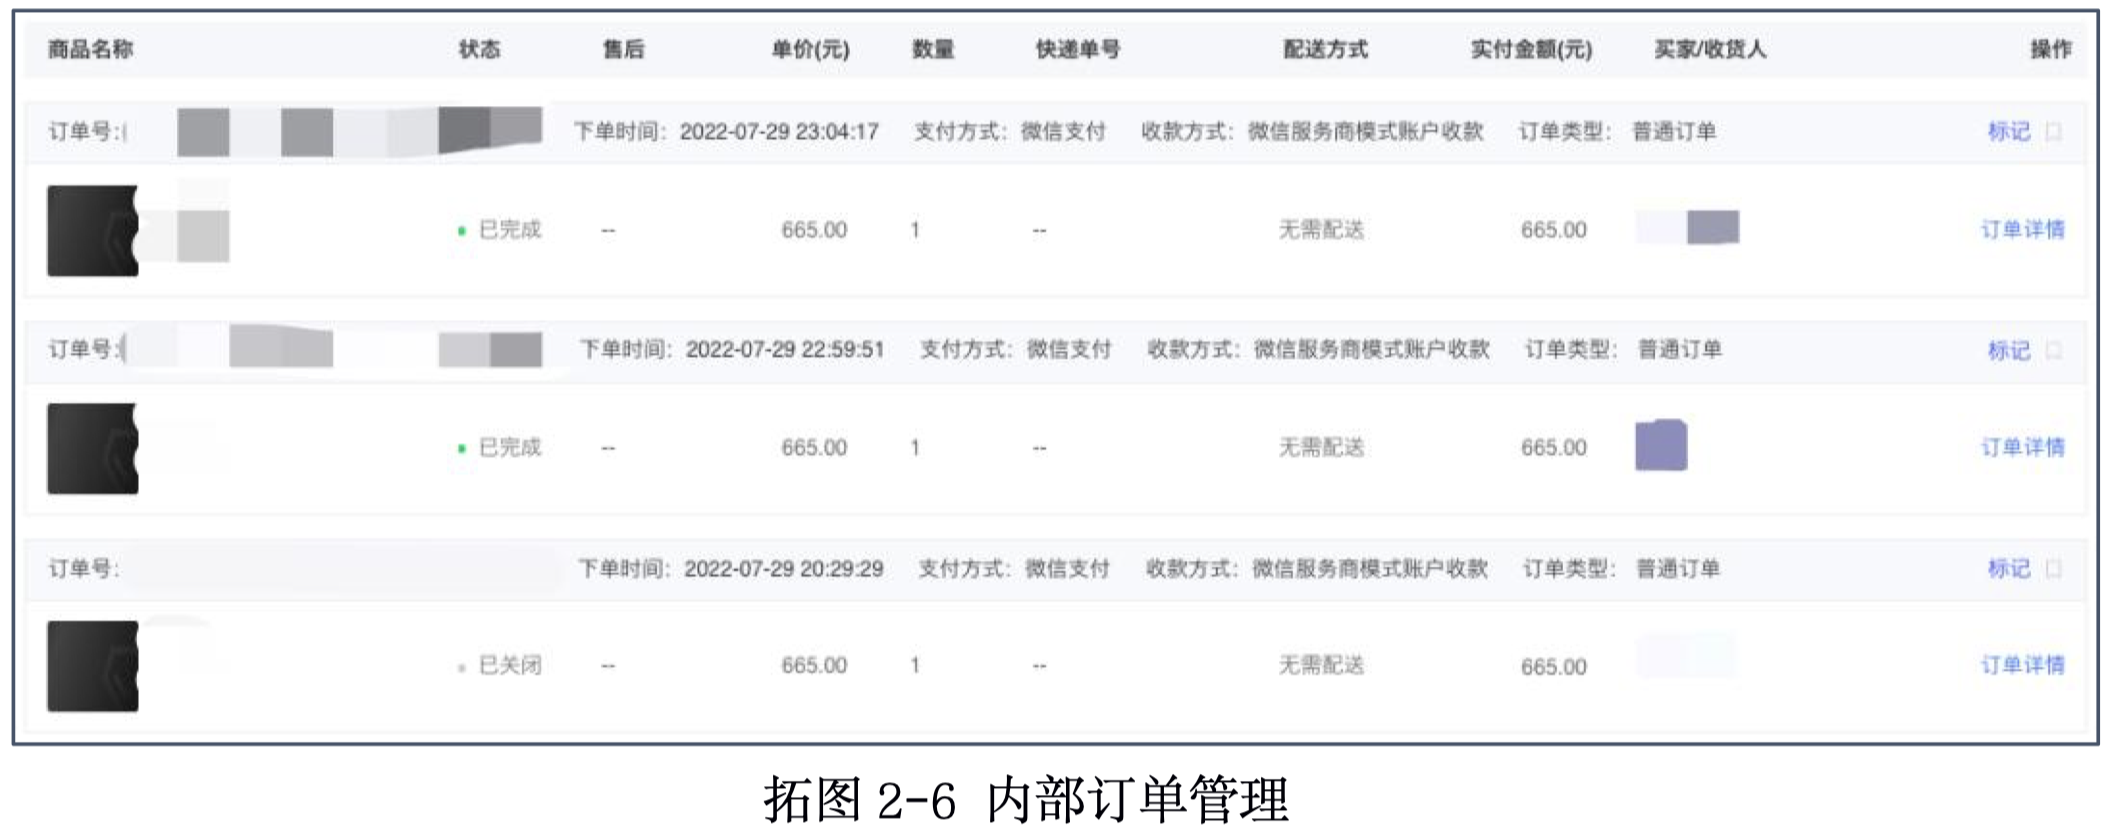 商品名称 状态 售后 单价(元) 数量 快递单号 配送方式 实付金额(元) 买家/收货人 操作
订单号: 下单时间: 2022-07-29 23:04:17 支付方式: 微信支付 收款方式: 微信服务商模式账户收款 订单类型: 普通订单 标记
已完成 -- 665.00 1 -- 无需配送 665.00 订单详情
订单号: 下单时间: 2022-07-29 22:59:51 支付方式: 微信支付 收款方式: 微信服务商模式账户收款 订单类型: 普通订单 标记
已完成 -- 665.00 1 -- 无需配送 665.00 订单详情
订单号: 下单时间: 2022-07-29 20:29:29 支付方式: 微信支付 收款方式: 微信服务商模式账户收款 订单类型: 普通订单 标记
已关闭 -- 665.00 1 -- 无需配送 665.00 订单详情
拓图 2-6 内部订单管理